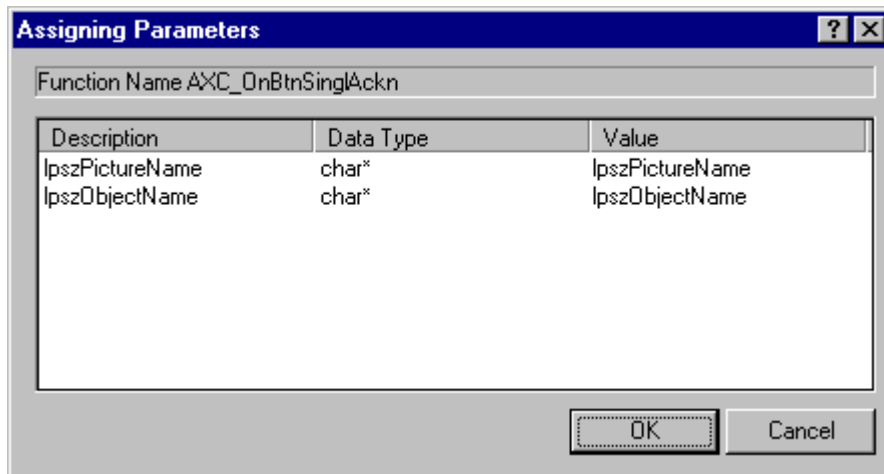 Assigning Parameters
Function Name AXC_OnBtnSinglAckn
Description Data Type Value
lpszPictureName char* lpszPictureName
lpszObjectName char* lpszObjectName
OK Cancel